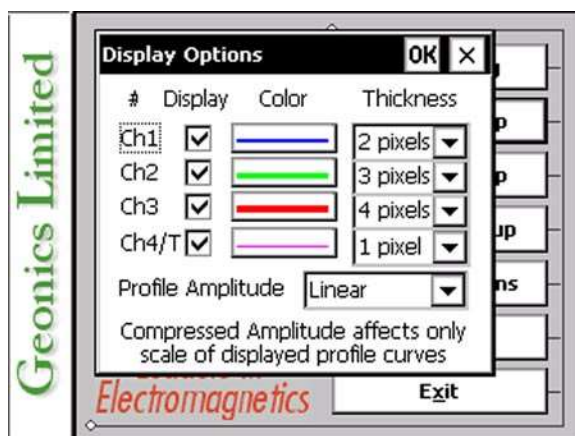 Geonics Limited
Display Options OK
# Display Color Thickness
Ch1 2 pixels
Ch2 3 pixels
Ch3 4 pixels
Ch4/T 1 pixel
Profile Amplitude Linear
Compressed Amplitude affects only
scale of displayed profile curves
Electromagnetics
Exit